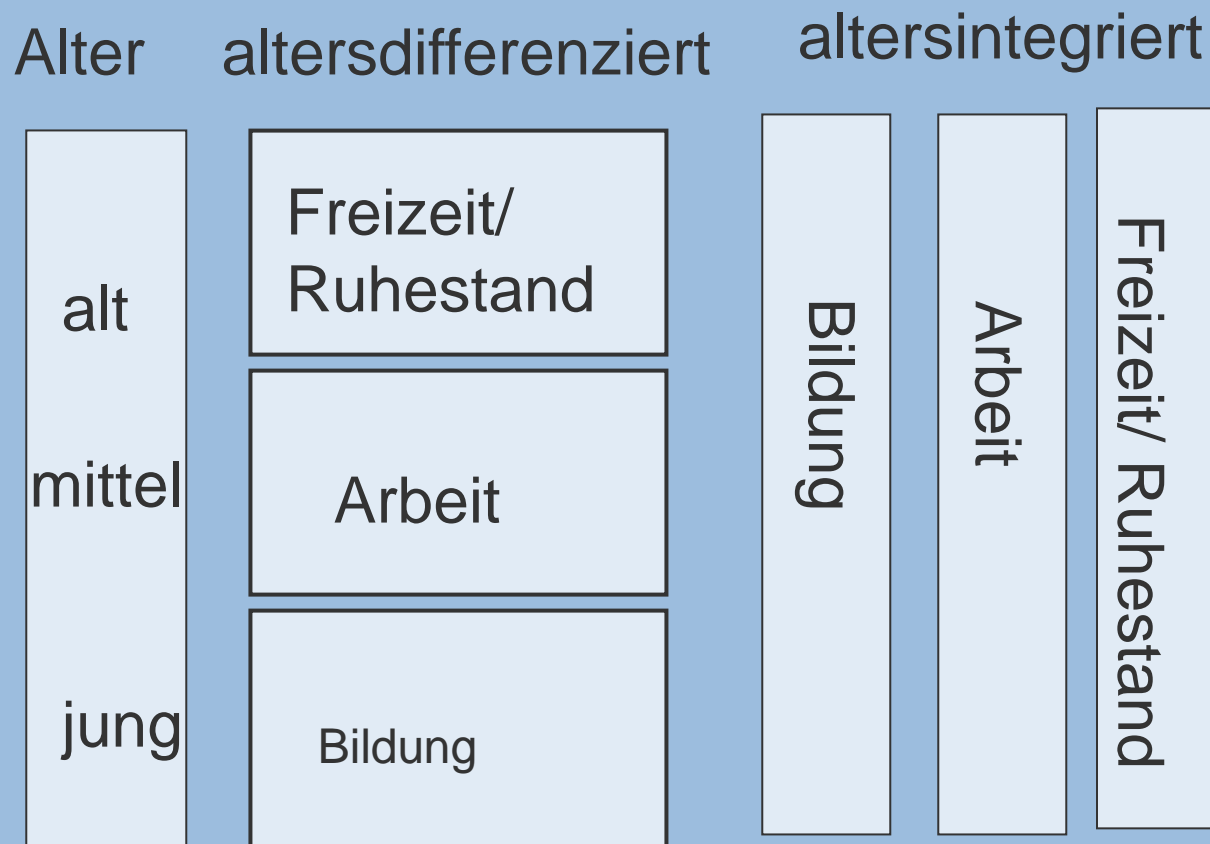 Alter
altersdifferenziert
altersintegriert
alt
mittel
jung
Freizeit/
Ruhestand
Arbeit
Bildung
Bildung
Arbeit
Freizeit/ Ruhestand